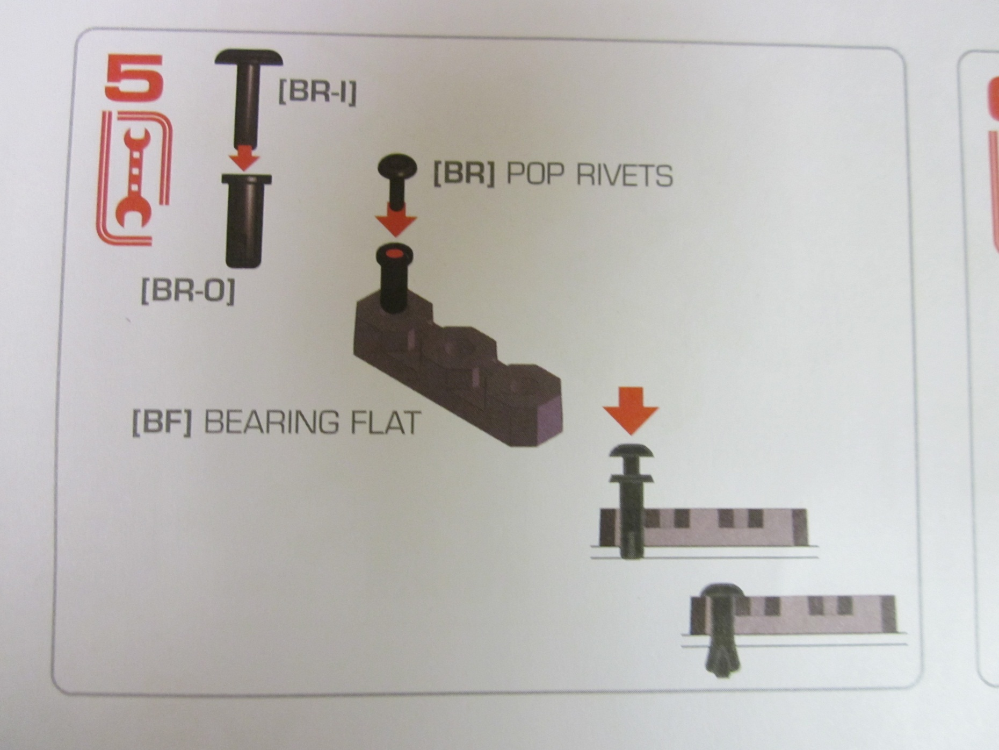 5
[BR-I]
[BR] POP RIVETS
[BR-O]
[BF] BEARING FLAT